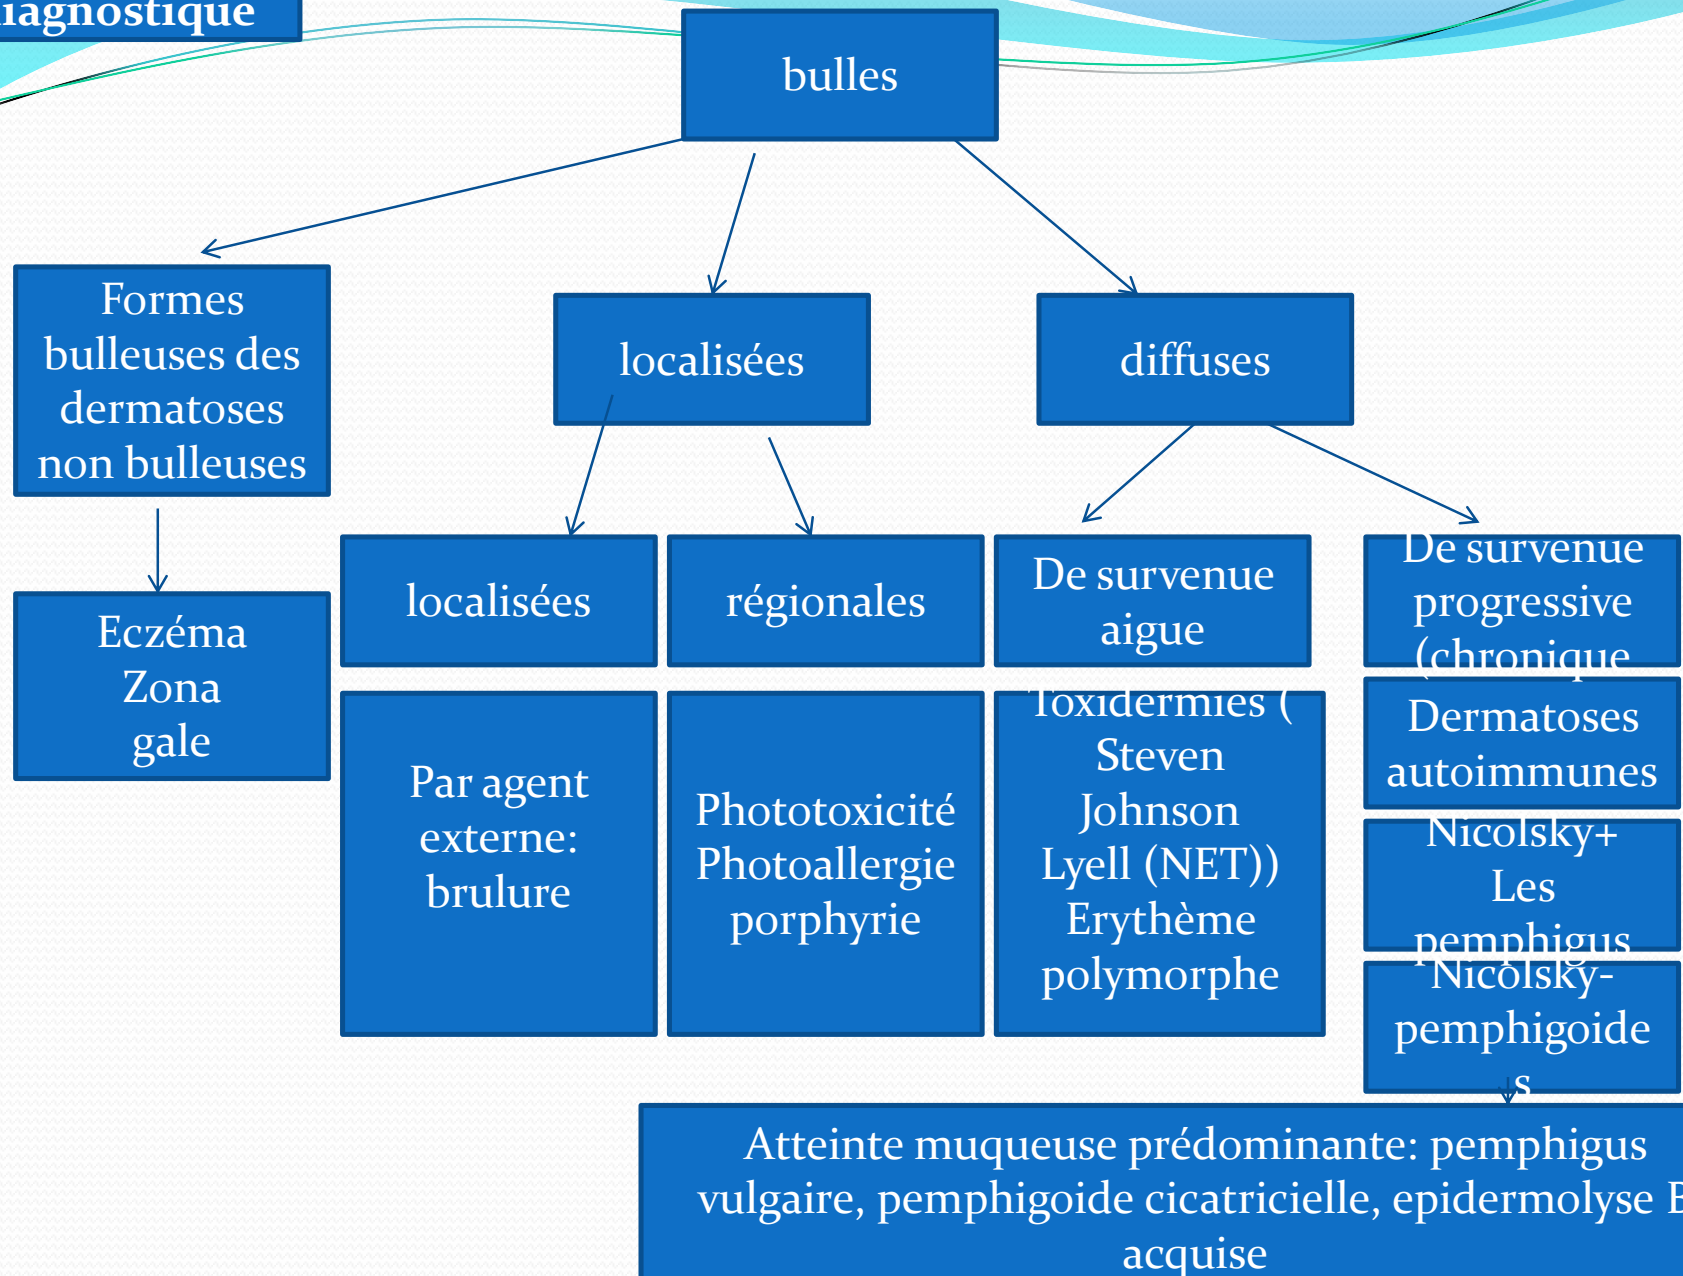 diagnostique
bulles
Formes
bulleuses des
dermatoses
non bulleuses
localisées
diffuses
Eczéma
Zona
gale
localisées
régionales
De survenue
aigue
De survenue
progressive
(chronique
Par agent
externe:
brulure
Phototoxicité
Photoallergie
porphyrie
Toxidermies (
Steven
Johnson
Lyell (NET))
Erythème
polymorphe
Dermatoses
autoimmunes
Nicolsky+
Les
pemphigus
Nicolsky-
pemphigoide
s
Atteinte muqueuse prédominante: pemphigus
vulgaire, pemphigoide cicatricielle, epidermolyse B
acquise